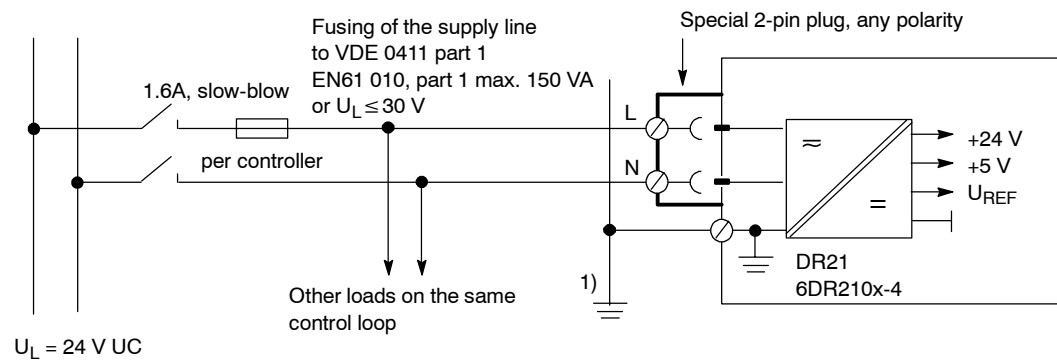 Fusing of the supply line
to VDE 0411 part 1
EN61 010, part 1 max. 150 VA
or U_L ≤ 30 V
Special 2-pin plug, any polarity
1.6A, slow-blow
per controller
L
N
+24 V
+5 V
U_REF
DR21
6DR210x-4
1)
Other loads on the same
control loop
U_L = 24 V UC